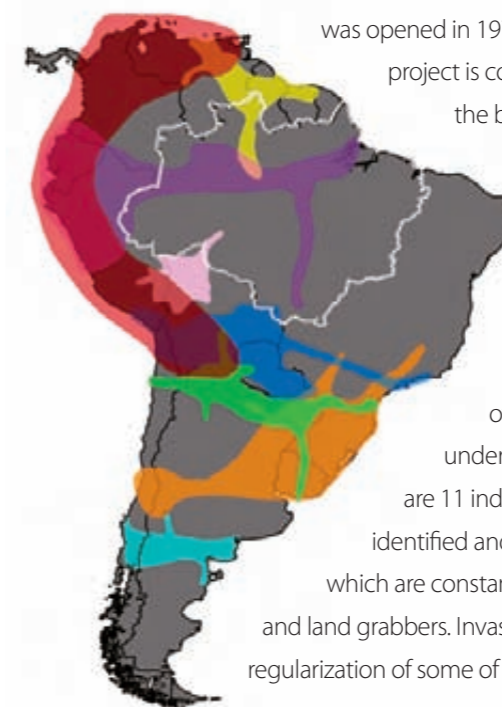 was opened in 19
project is co
the b
o
under
are 11 ind
identified and
which are constan
and land grabbers. Invas
regularization of some of